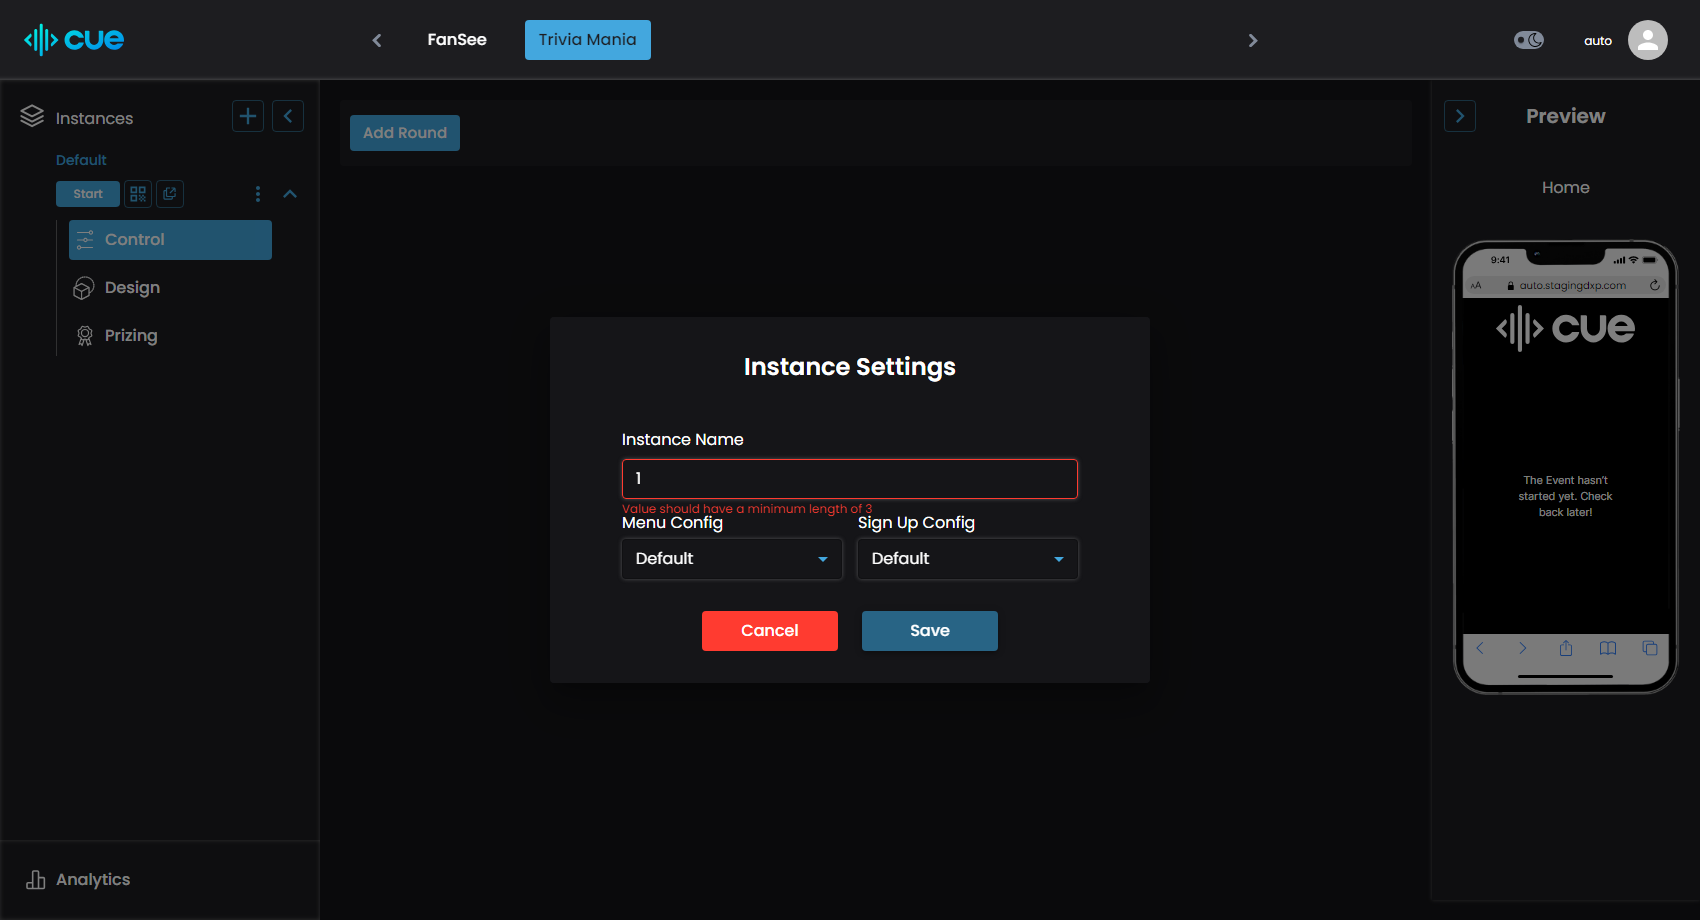 cue
FanSee
Trivia Mania
auto
Instances
Default
Start
Control
Design
Prizing
Analytics
Add Round
Instance Settings
Instance Name
1
Value should have a minimum length of 3
Menu Config
Sign Up Config
Default
Default
Cancel
Save
Preview
Home
9:41
AA
auto.stagingdxp.com
cue
The Event hasn't
started yet. Check
back later!